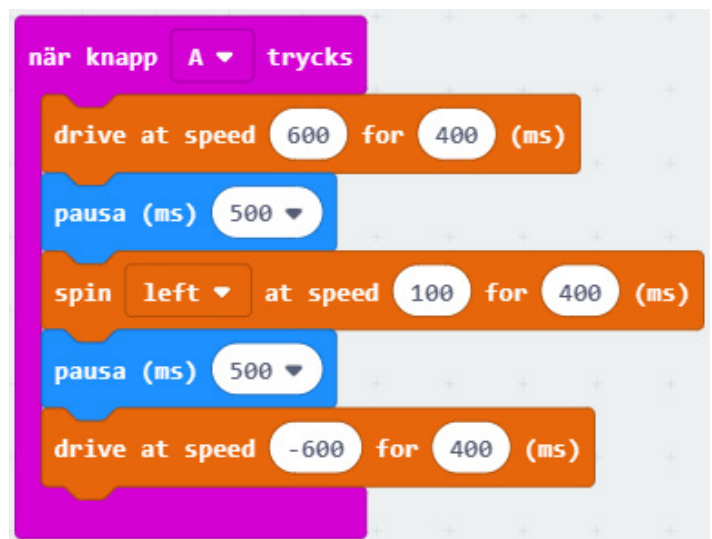 när knapp A trycks
drive at speed 600 for 400 (ms)
pausa (ms) 500
spin left at speed 100 for 400 (ms)
pausa (ms) 500
drive at speed -600 for 400 (ms)